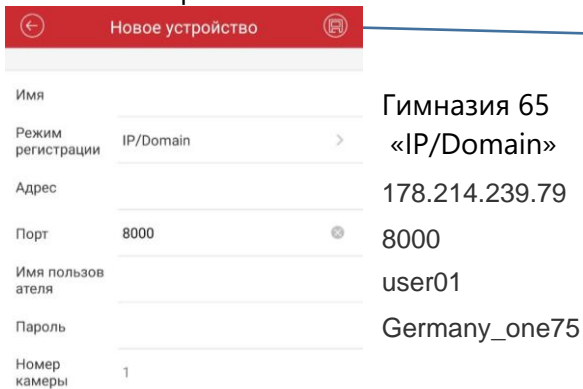 Новое устройство
Имя
Гимназия 65
Режим
регистрации
IP/Domain
«IP/Domain»
Адрес
178.214.239.79
Порт
8000
8000
Имя пользов
ателя
user01
Пароль
Germany_one75
Номер
камеры
1